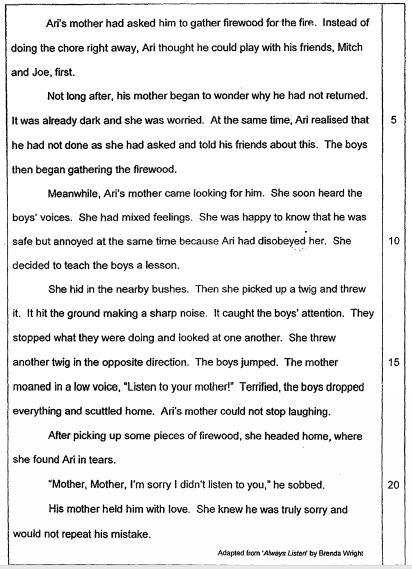 Ari's mother had asked him to gather firewood for the fire. Instead of
doing the chore right away, Ari thought he could play with his friends, Mitch
and Joe, first.
Not long after, his mother began to wonder why he had not returned.
It was already dark and she was worried. At the same time, Ari realised that 5
he had not done as she had asked and told his friends about this. The boys
then began gathering the firewood.
Meanwhile, Ari's mother came looking for him. She soon heard the
boys' voices. She had mixed feelings. She was happy to know that he was
safe but annoyed at the same time because Ari had disobeyed her. She 10
decided to teach the boys a lesson.
She hid in the nearby bushes. Then she picked up a twig and threw
it. It hit the ground making a sharp noise. It caught the boys' attention. They
stopped what they were doing and looked at one another. She threw
another twig in the opposite direction. The boys jumped. The mother 15
moaned in a low voice, "Listen to your mother!" Terrified, the boys dropped
everything and scuttled home. Ari's mother could not stop laughing.
After picking up some pieces of firewood, she headed home, where
she found Ari in tears.
"Mother, Mother, I'm sorry I didn't listen to you," he sobbed. 20
His mother held him with love. She knew he was truly sorry and
would not repeat his mistake.
Adapted from 'Always Listen' by Brenda Wright